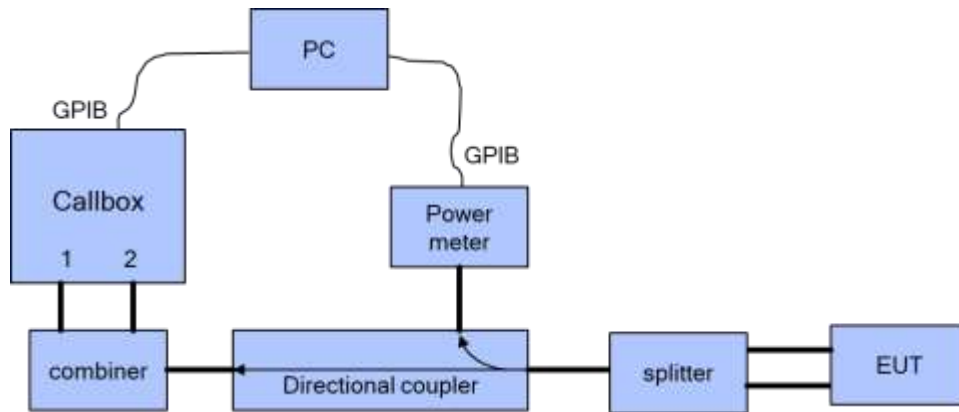 PC
GPIB
GPIB
Callbox
1 2
Power
meter
combiner
Directional coupler
splitter
EUT